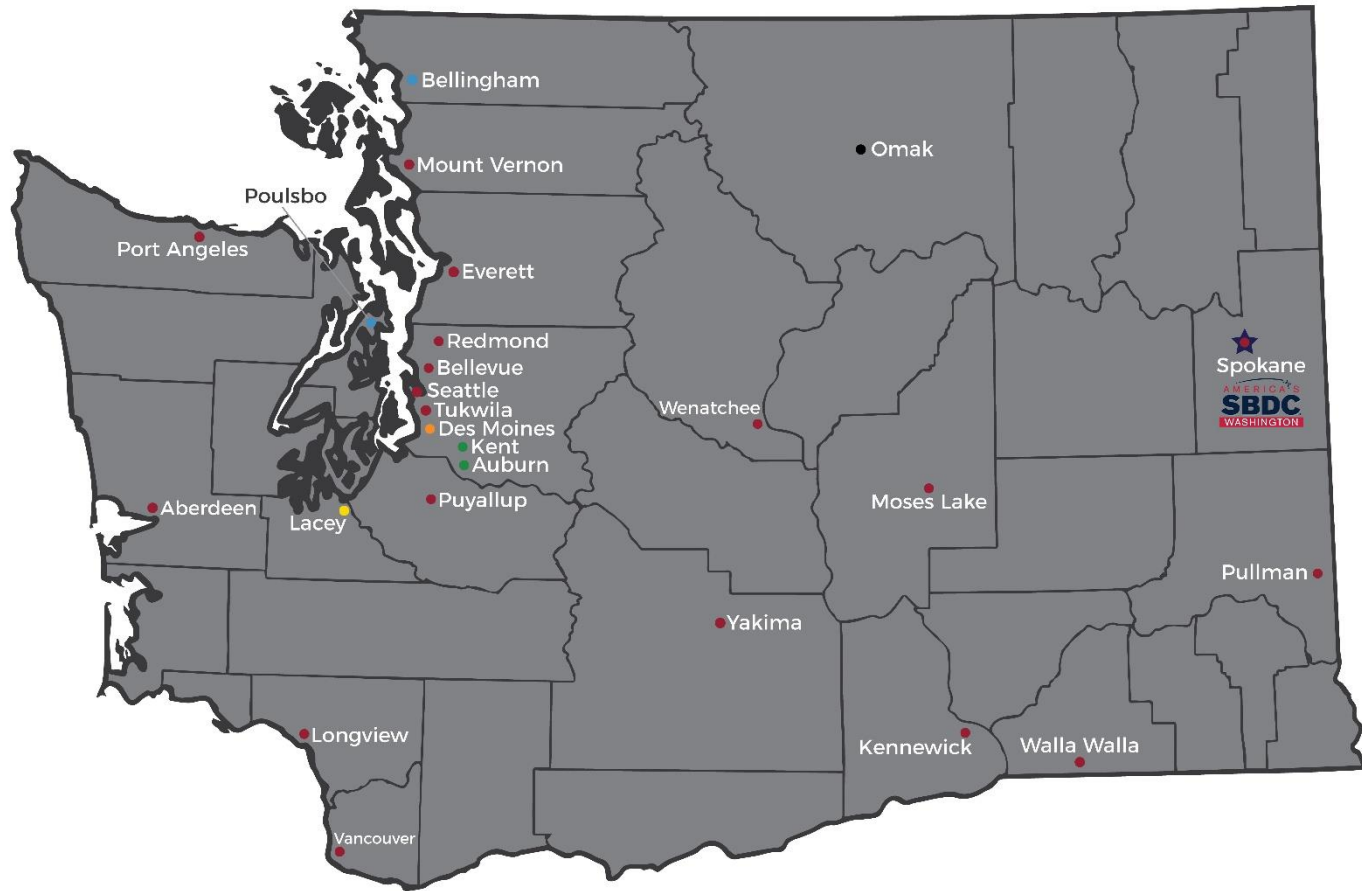 Bellingham
Omak
Mount Vernon
Poulsbo
Port Angeles
Everett
Redmond
Bellevue
Seattle
Tukwila
Des Moines
Kent
Auburn
Puyallup
Spokane
AMERICA'S
SBDC
WASHINGTON
Wenatchee
Moses Lake
Aberdeen
Lacey
Pullman
Yakima
Longview
Kennewick
Walla Walla
Vancouver